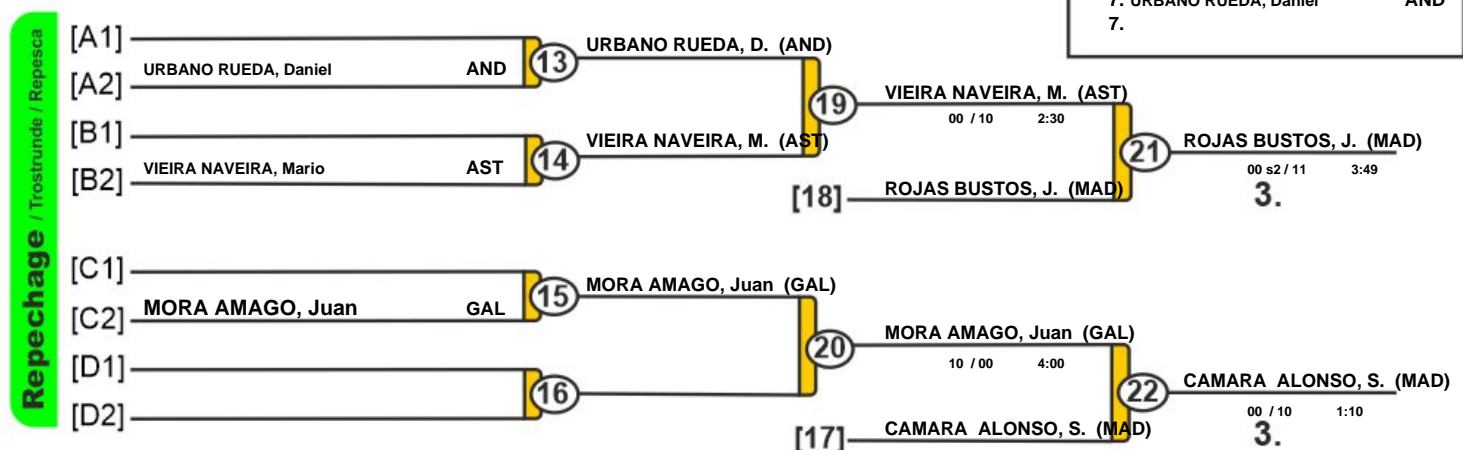 7. URBANO RUEDA, Daniel AND
7.
Repechage / Trostrunde / Repesca
[A1]
URBANO RUEDA, D. (AND)
13
[A2] URBANO RUEDA, Daniel AND
VIEIRA NAVEIRA, M. (AST)
19
00 / 10 2:30
[B1]
ROJAS BUSTOS, J. (MAD)
VIEIRA NAVEIRA, M. (AST)
21
14
[B2] VIEIRA NAVEIRA, Mario AST
00 s2 / 11 3:49
[18] ROJAS BUSTOS, J. (MAD)
3.
[C1]
MORA AMAGO, Juan (GAL)
15
[C2] MORA AMAGO, Juan GAL
MORA AMAGO, Juan (GAL)
20
10 / 00 4:00
[D1]
CAMARA ALONSO, S. (MAD)
16
22
[D2]
00 / 10 1:10
[17] CAMARA ALONSO, S. (MAD)
3.